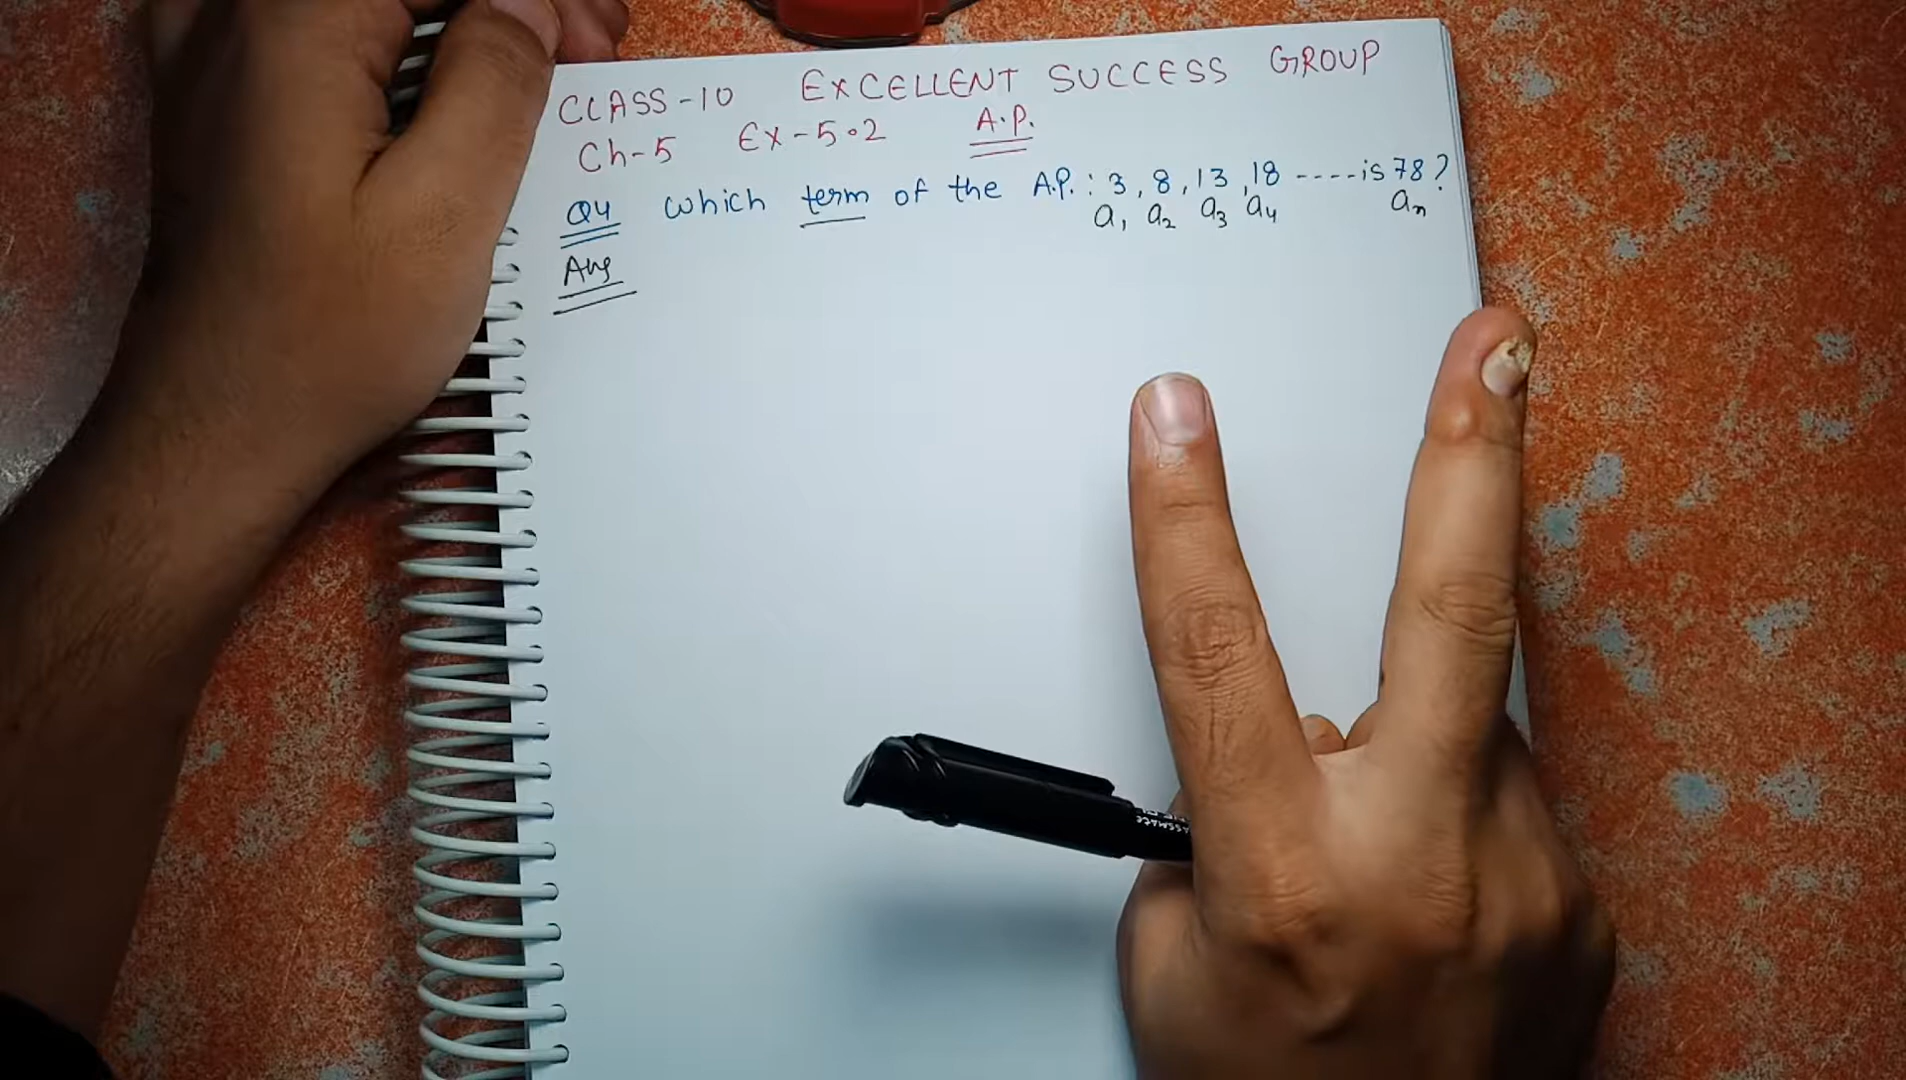 CLASS-10 EXCELLENT SUCCESS GROUP
Ch-5 Ex-5.2 A.P.
Q4 Which term of the A.P. : 3, 8, 13, 18 ----is 78?
a₁ a₂ a₃ a₄ aₙ
Ans